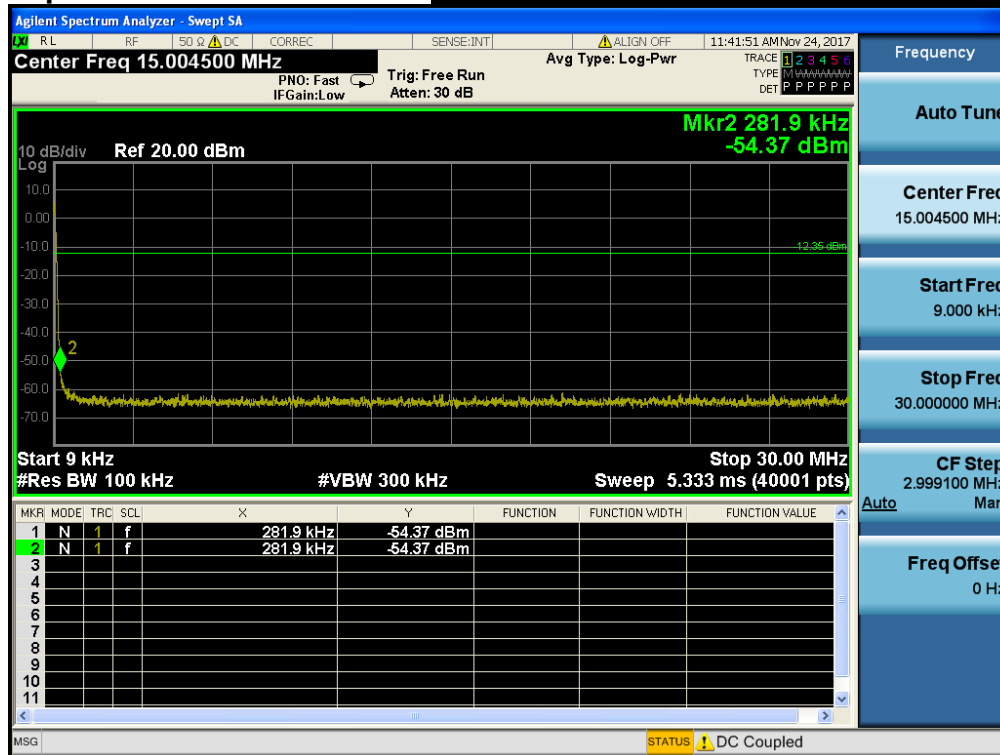 Agilent Spectrum Analyzer - Swept SA
LXI RL RF 50 Ω DC CORREC SENSE:INT ALIGN OFF 11:41:51 AM Nov 24, 2017
Center Freq 15.004500 MHz
PNO: Fast
IFGain:Low
Trig: Free Run
Atten: 30 dB
Avg Type: Log-Pwr
TRACE 1 2 3 4 5 6
TYPE M WWWWW
DET P P P P P P
Mkr2 281.9 kHz
-54.37 dBm
10 dB/div Ref 20.00 dBm
Log
10.0
0.00
-10.0
-12.35 dBm
-20.0
-30.0
-40.0
2
-50.0
-60.0
-70.0
Start 9 kHz Stop 30.00 MHz
#Res BW 100 kHz #VBW 300 kHz Sweep 5.333 ms (40001 pts)
MKR MODE TRC SCL X Y FUNCTION FUNCTION WIDTH FUNCTION VALUE
1 N 1 f 281.9 kHz -54.37 dBm
2 N 1 f 281.9 kHz -54.37 dBm
3
4
5
6
7
8
9
10
11
MSG STATUS DC Coupled
Frequency
Auto Tune
Center Freq
15.004500 MHz
Start Freq
9.000 kHz
Stop Freq
30.000000 MHz
CF Step
2.999100 MHz
Auto Man
Freq Offset
0 Hz